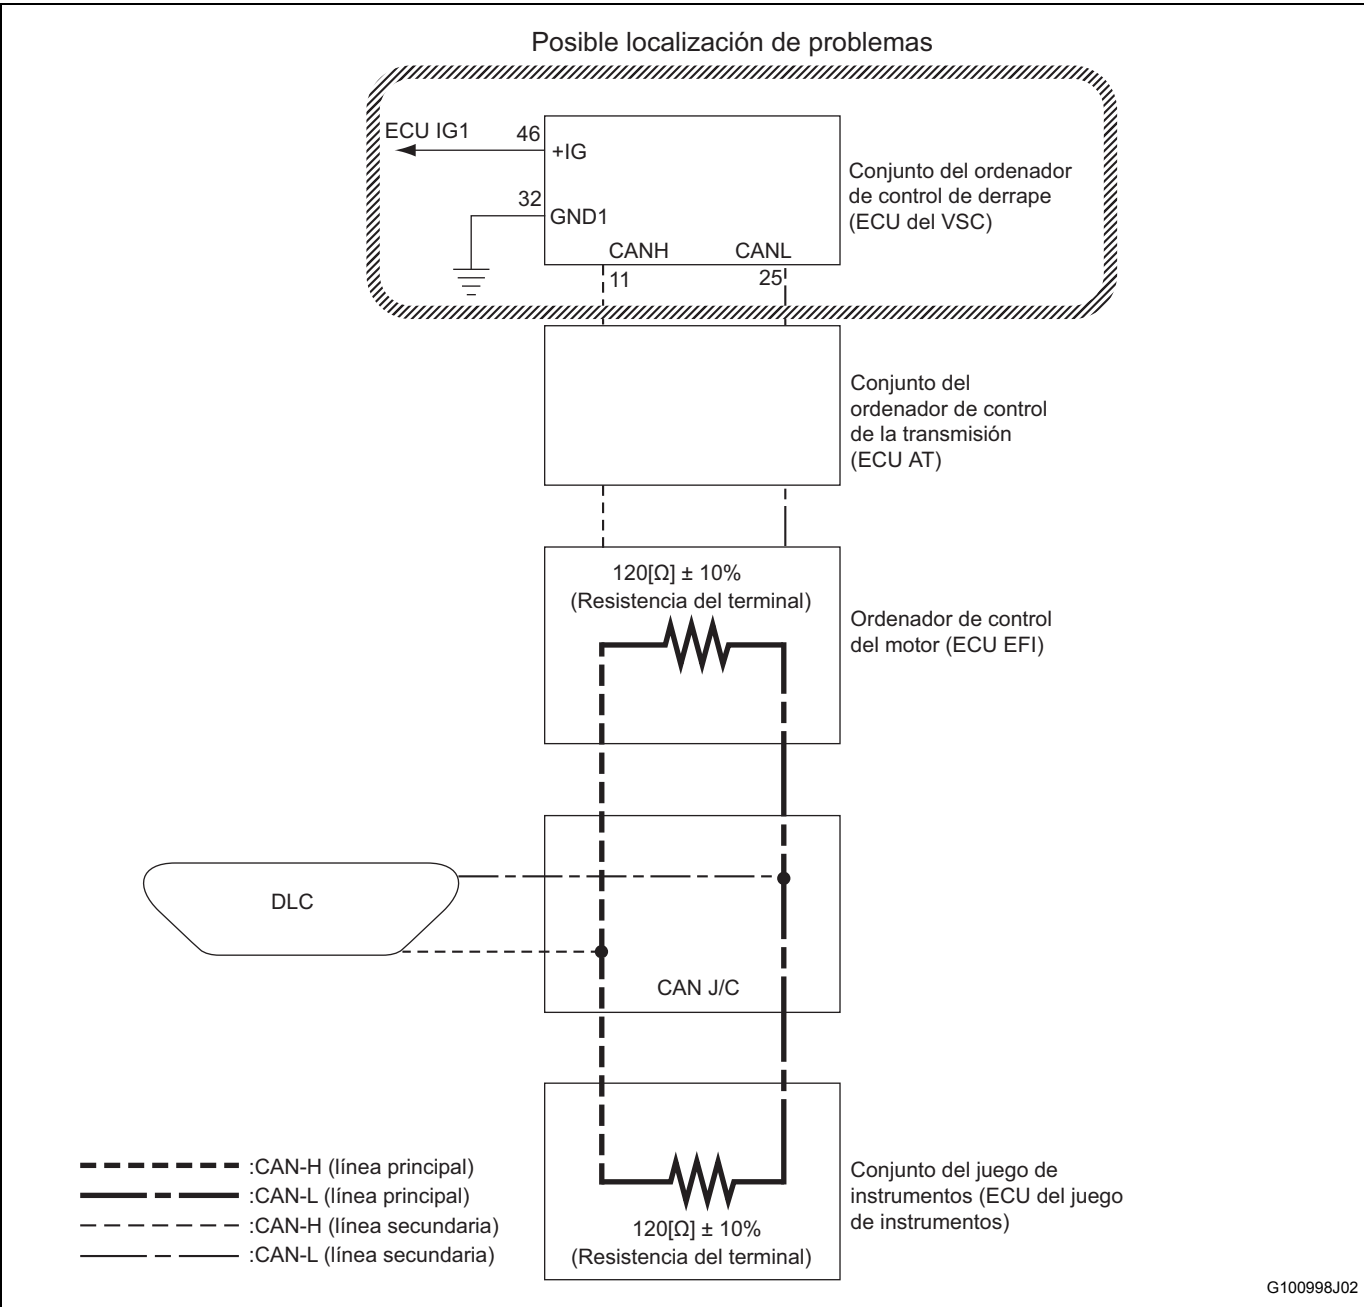 Posible localización de problemas
ECU IG1
46
+IG
32
GND1
CANH
CANL
11
25
Conjunto del ordenador
de control de derrape
(ECU del VSC)
Conjunto del
ordenador de control
de la transmisión
(ECU AT)
120[Ω] ± 10%
(Resistencia del terminal)
Ordenador de control
del motor (ECU EFI)
DLC
CAN J/C
:CAN-H (línea principal)
:CAN-L (línea principal)
:CAN-H (línea secundaria)
:CAN-L (línea secundaria)
120[Ω] ± 10%
(Resistencia del terminal)
Conjunto del juego de
instrumentos (ECU del juego
de instrumentos)
G100998J02